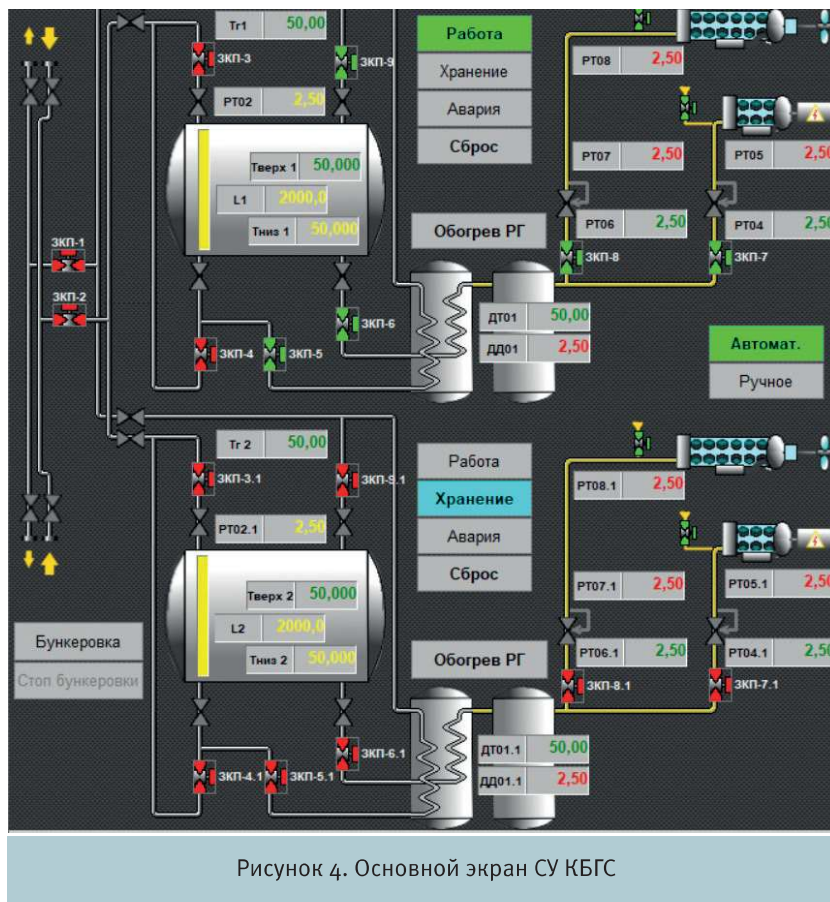 Тг1 50,00
ЗКП-3
ЗКП-9
РТ02 2,50
Тверх 1 50,000
L1 2000,0
Тниз 1 50,000
ЗКП-1
ЗКП-2
ЗКП-4
ЗКП-5
ЗКП-6
Работа
Хранение
Авария
Сброс
Обогрев РГ
ДТ01 50,00
ДД01 2,50
РТ08 2,50
РТ07 2,50
РТ05 2,50
РТ06 2,50
РТ04 2,50
ЗКП-8
ЗКП-7
Автомат.
Ручное
Тг 2 50,00
ЗКП-3.1
ЗКП-9.1
РТ02.1 2,50
Тверх 2 50,000
L2 2000,0
Тниз 2 50,000
Бункеровка
Стоп бункеровки
ЗКП-4.1
ЗКП-5.1
ЗКП-6.1
Работа
Хранение
Авария
Сброс
Обогрев РГ
ДТ01.1 50,00
ДД01.1 2,50
РТ08.1 2,50
РТ07.1 2,50
РТ05.1 2,50
РТ06.1 2,50
РТ04.1 2,50
ЗКП-8.1
ЗКП-7.1
Рисунок 4. Основной экран СУ КБГС